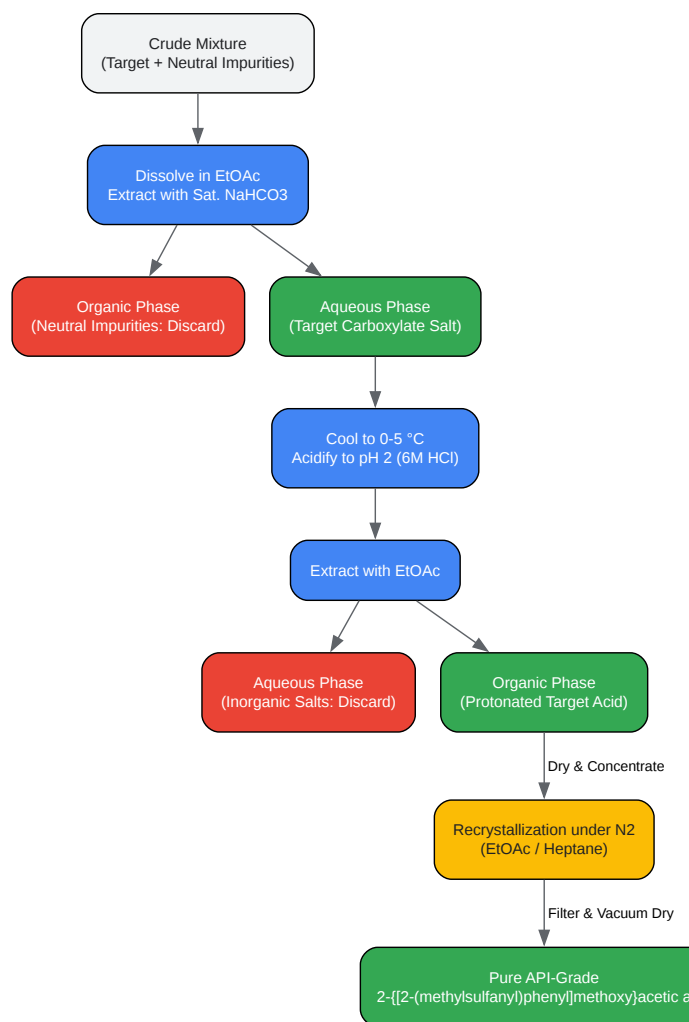 Crude Mixture
(Target + Neutral Impurities)
Dissolve in EtOAc
Extract with Sat. NaHCO3
Organic Phase
(Neutral Impurities: Discard)
Aqueous Phase
(Target Carboxylate Salt)
Cool to 0-5 °C
Acidify to pH 2 (6M HCl)
Extract with EtOAc
Aqueous Phase
(Inorganic Salts: Discard)
Organic Phase
(Protonated Target Acid)
Dry & Concentrate
Recrystallization under N2
(EtOAc / Heptane)
Filter & Vacuum Dry
Pure API-Grade
2-{[2-(methylsulfanyl)phenyl]methoxy}acetic a